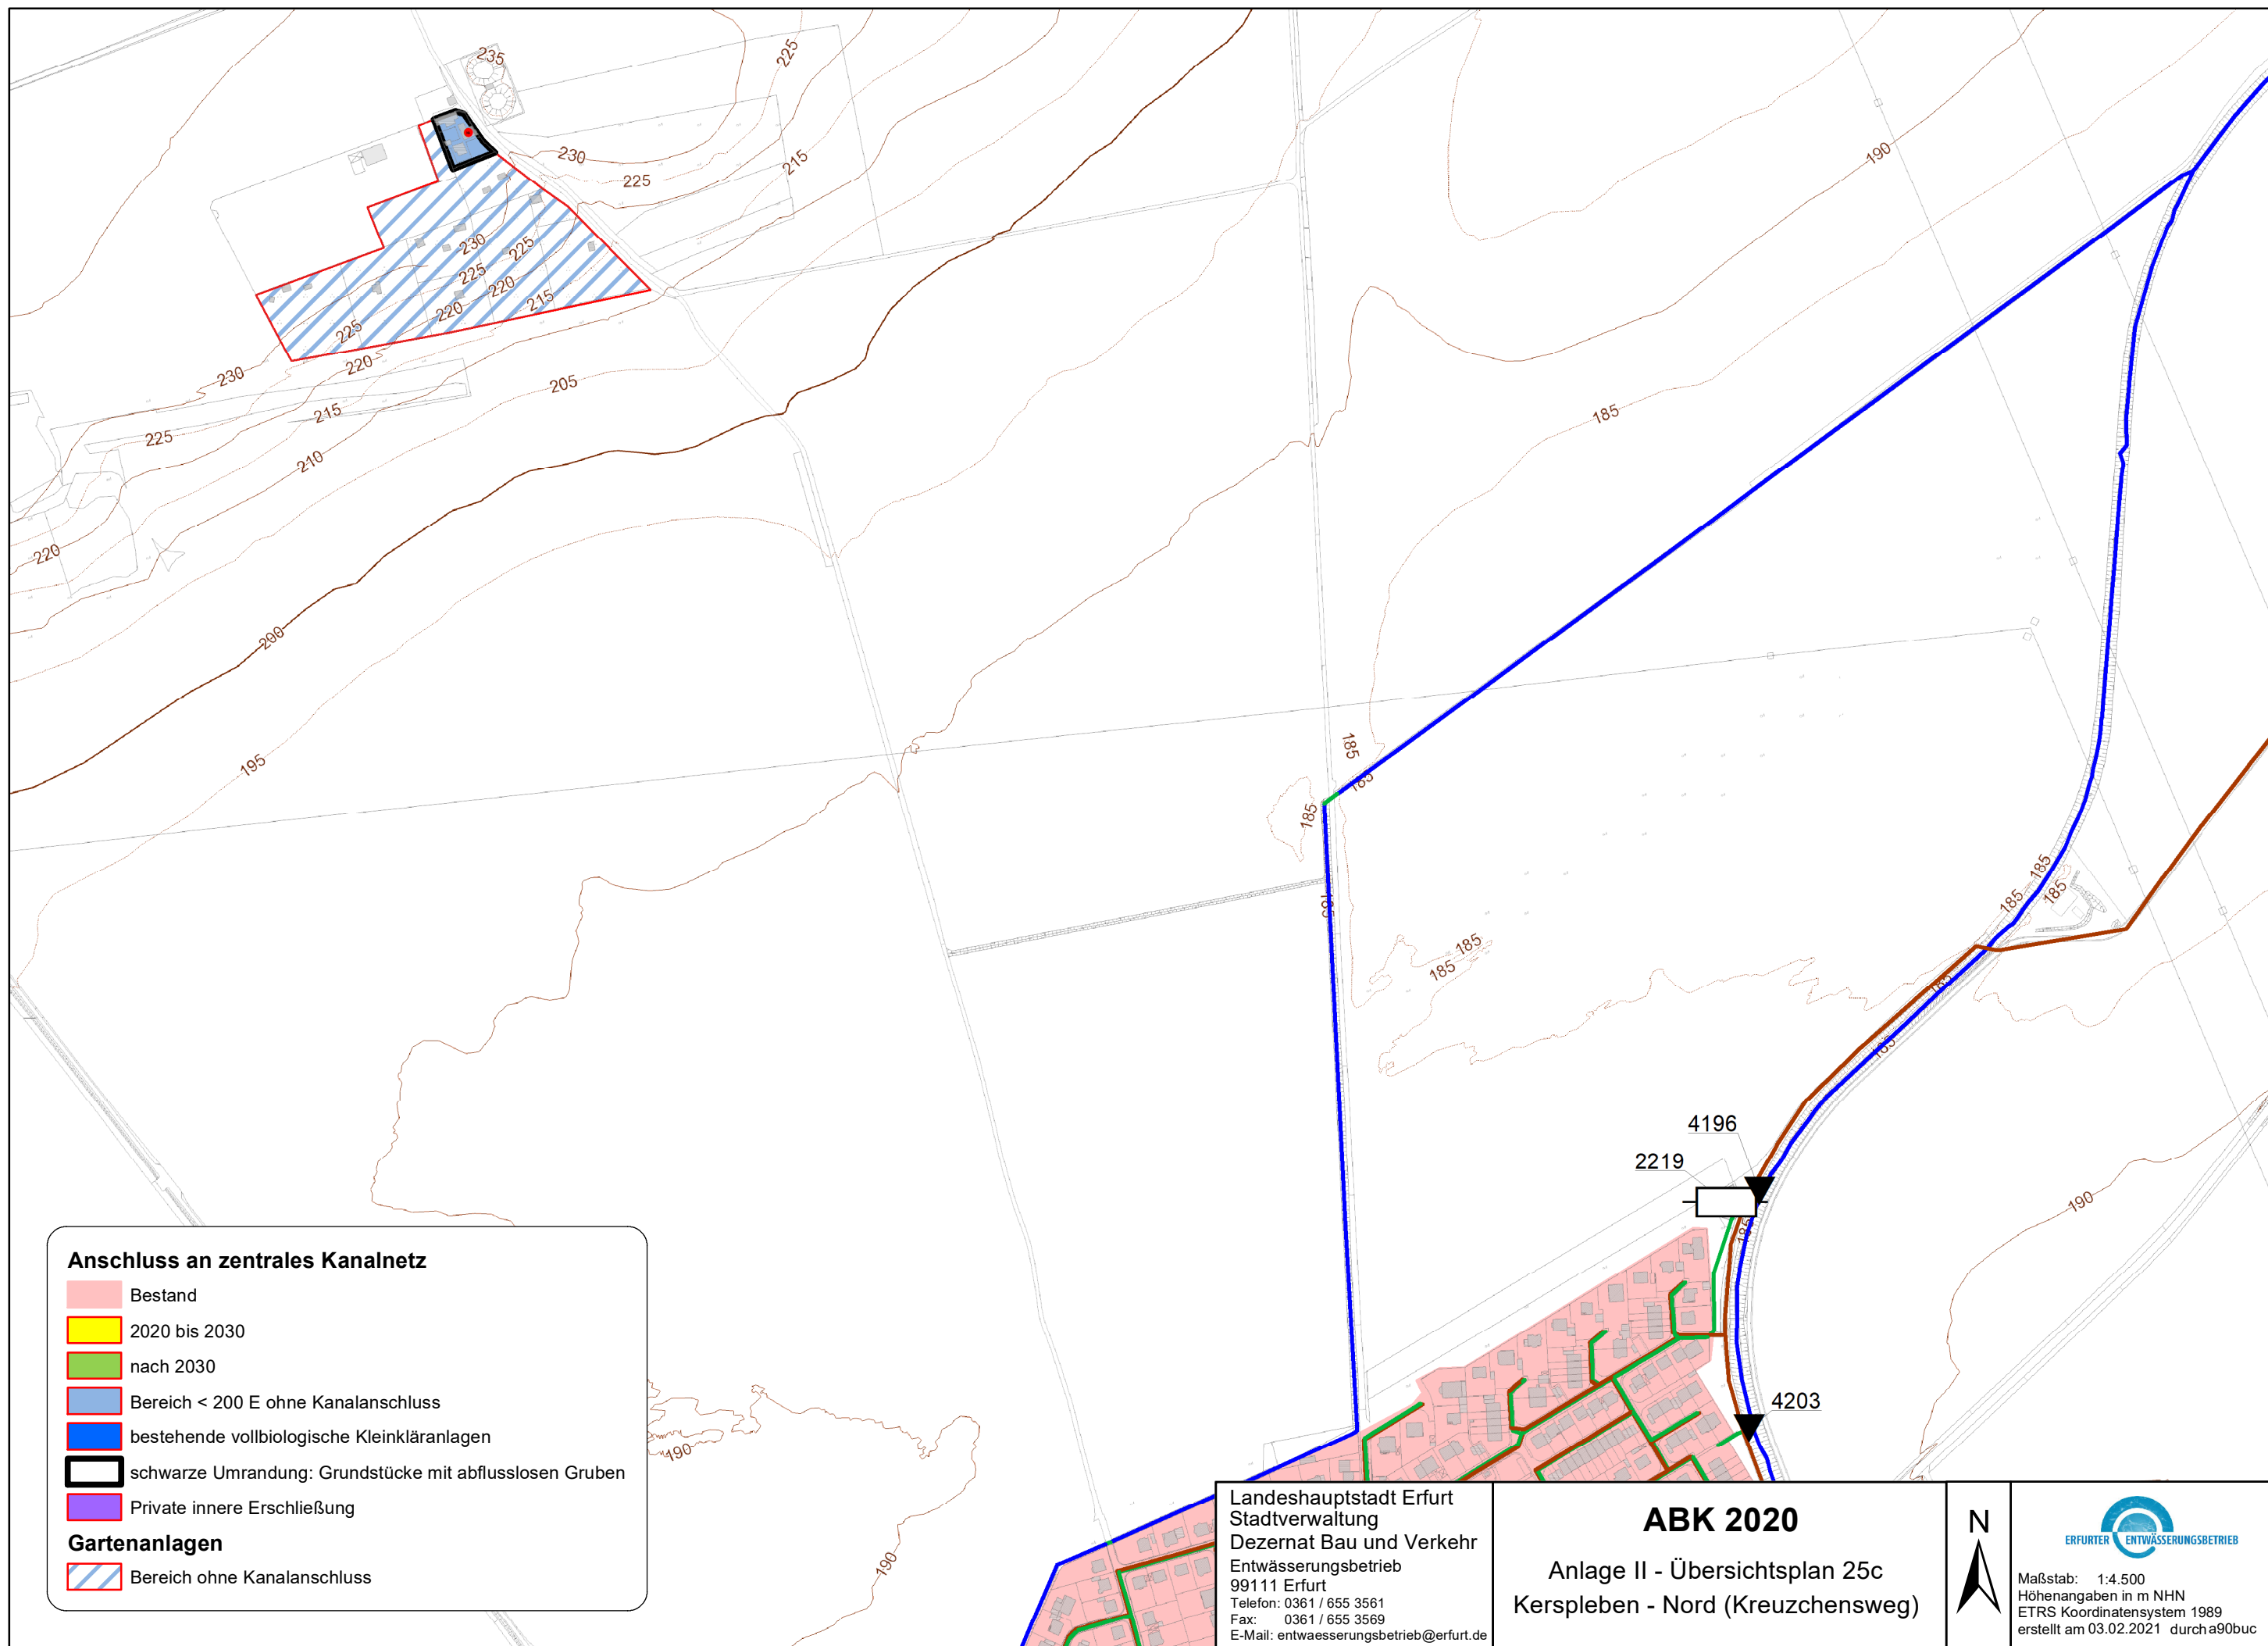 235
225
230
225
215
190
230
225
225
220
220
215
225
230
220
205
215
225
210
185
220
200
195
185
185
185
185
185
185
185
185
185
185
185
4196
2219
185
190
190
190
4203
Anschluss an zentrales Kanalnetz
Bestand
2020 bis 2030
nach 2030
Bereich < 200 E ohne Kanalanschluss
bestehende vollbiologische Kleinkläranlagen
schwarze Umrandung: Grundstücke mit abflusslosen Gruben
Private innere Erschließung
Gartenanlagen
Bereich ohne Kanalanschluss
Landeshauptstadt Erfurt
Stadtverwaltung
Dezernat Bau und Verkehr
Entwässerungsbetrieb
99111 Erfurt
Telefon: 0361 / 655 3561
Fax: 0361 / 655 3569
E-Mail: entwaesserungsbetrieb@erfurt.de
ABK 2020
Anlage II - Übersichtsplan 25c
Kerspleben - Nord (Kreuzchensweg)
N
ERFURTER ENTWÄSSERUNGSBETRIEB
Maßstab: 1:4.500
Höhenangaben in m NHN
ETRS Koordinatensystem 1989
erstellt am 03.02.2021 durch a90buc